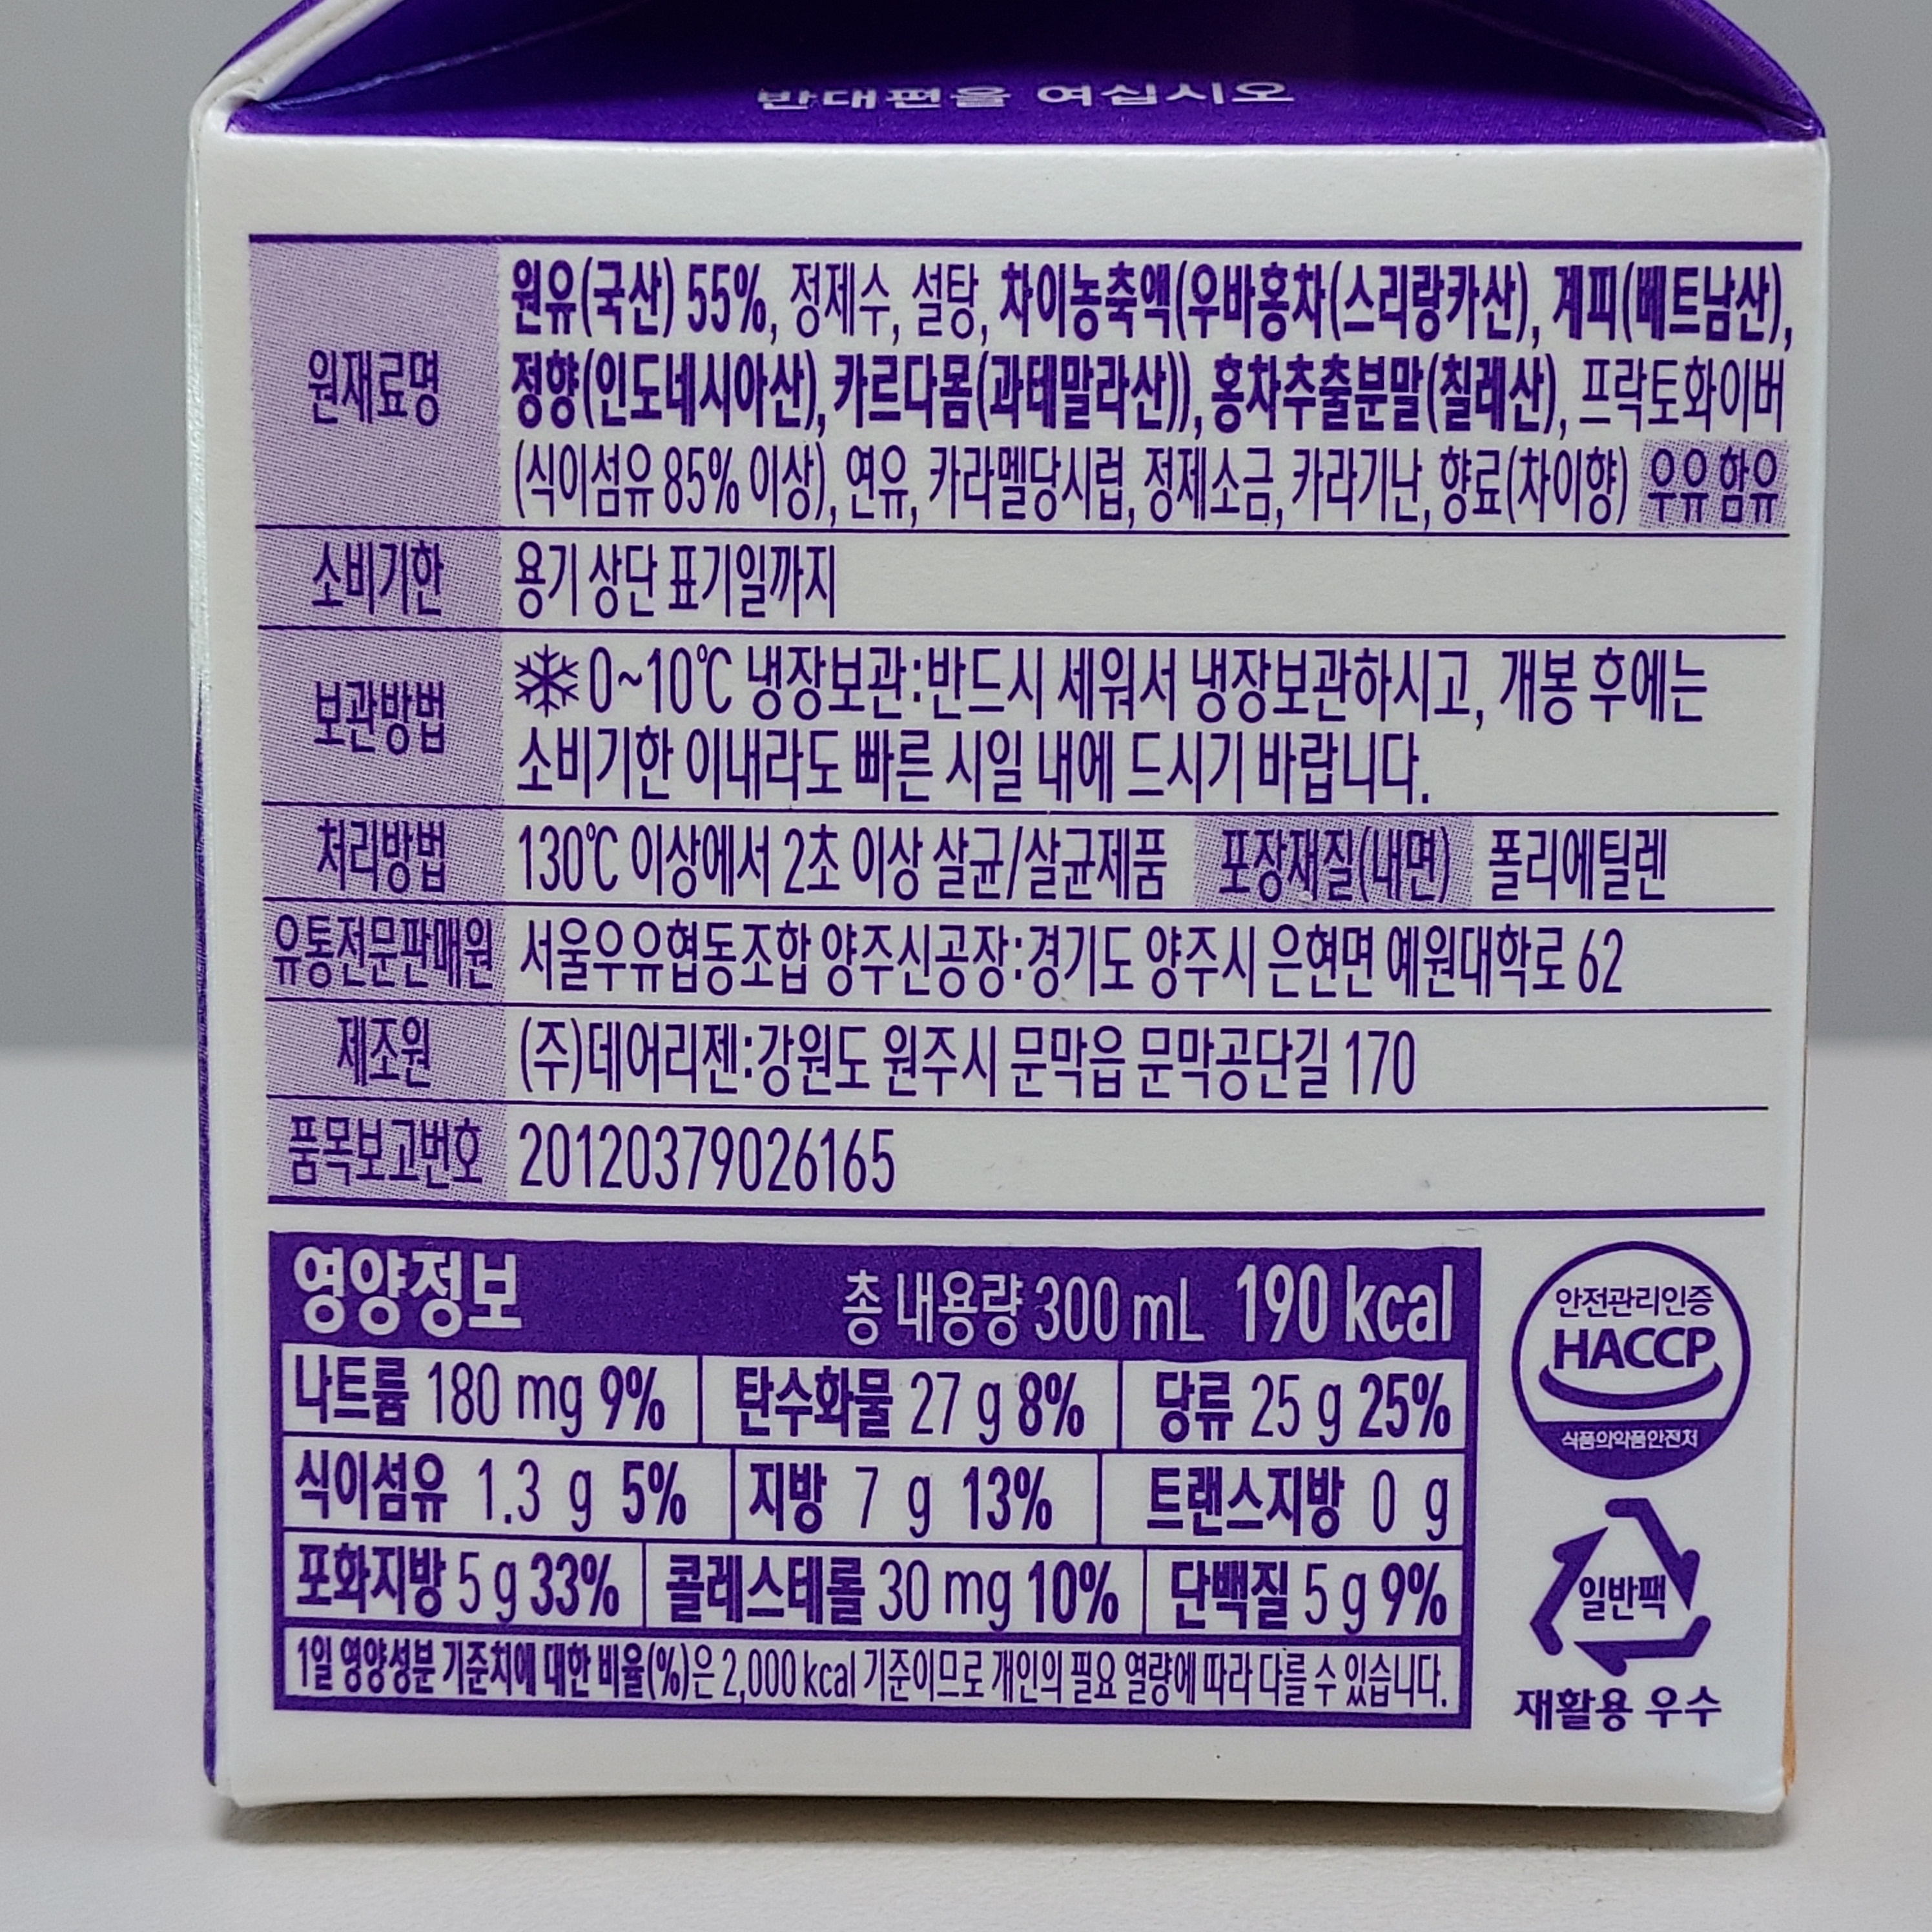 반대편을 여십시오
원재료명
원유(국산) 55%, 정제수, 설탕, 차이농축액(우바홍차(스리랑카산), 계피(베트남산),
정향(인도네시아산), 카르다몸(과테말라산)), 홍차추출분말(칠레산), 프락토화이버
(식이섬유 85% 이상), 연유, 카라멜당시럽, 정제소금, 카라기난, 향료(차이향) 우유 함유
소비기한 용기 상단 표기일까지
보관방법
0~10℃ 냉장보관:반드시 세워서 냉장보관하시고, 개봉 후에는
소비기한 이내라도 빠른 시일 내에 드시기 바랍니다.
처리방법 130℃ 이상에서 2초 이상 살균/살균제품 포장재질(내면) 폴리에틸렌
유통전문판매원 서울우유협동조합 양주신공장:경기도 양주시 은현면 예원대학로 62
제조원 (주)데어리젠:강원도 원주시 문막읍 문막공단길 170
품목보고번호 20120379026165
영양정보 총 내용량 300 mL 190 kcal
나트륨 180 mg 9% 탄수화물 27 g 8% 당류 25 g 25%
식이섬유 1.3 g 5% 지방 7 g 13% 트랜스지방 0 g
포화지방 5 g 33% 콜레스테롤 30 mg 10% 단백질 5 g 9%
1일 영양성분 기준치에 대한 비율(%)은 2,000 kcal 기준이므로 개인의 필요 열량에 따라 다를 수 있습니다.
안전관리인증
HACCP
식품의약품안전처
일반팩
재활용 우수